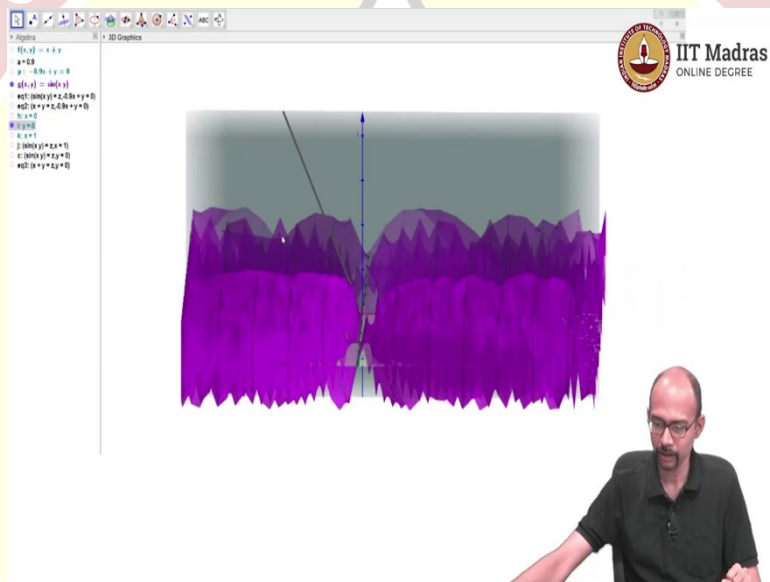 ABC
Algebra
3D Graphics
f(x, y) = x + y
a = 0.9
p : −0.9x + y = 0
g(x, y) = sin(x y)
eq1: (sin(x y) = z,-0.9x + y = 0)
eq2: (x + y = z,-0.9x + y = 0)
h: x = 0
i: y = 0
k: x = 1
j: (sin(x y) = z,x = 1)
c: (sin(x y) = z,y = 0)
eq3: (x + y = z,y = 0)
IIT Madras
ONLINE DEGREE